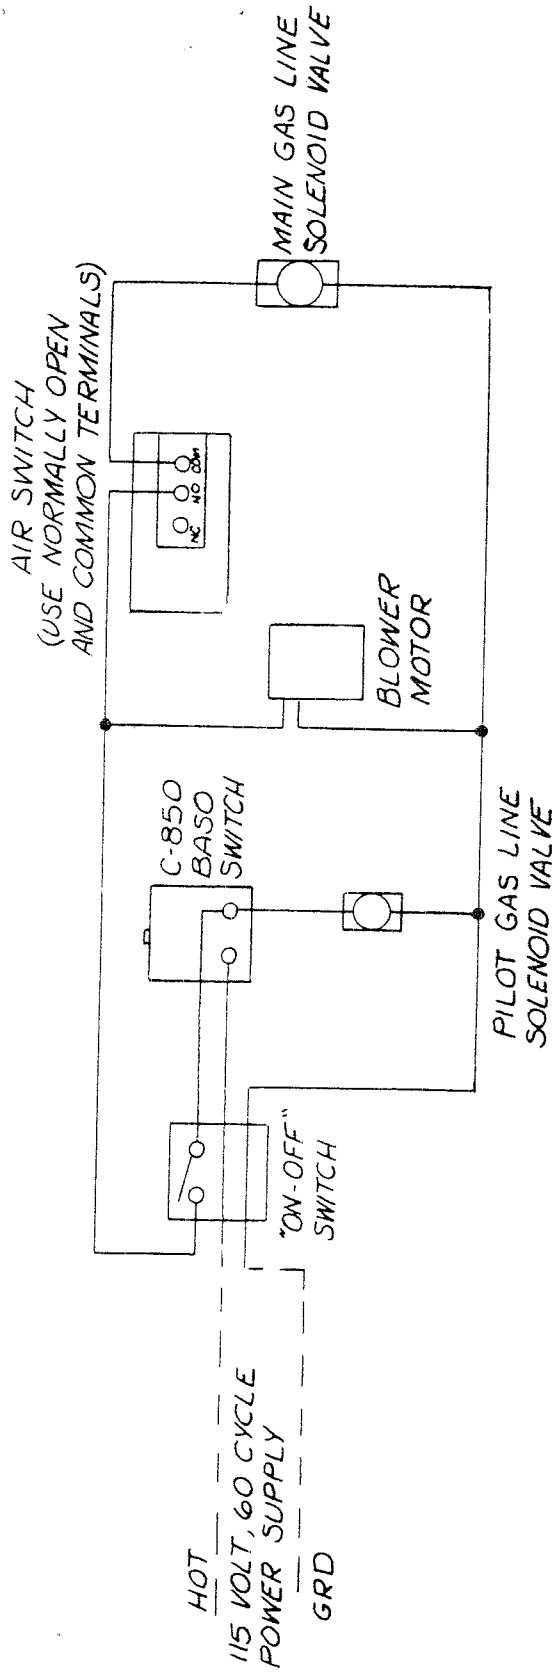 HOT
115 VOLT, 60 CYCLE
POWER SUPPLY
GRD
"ON-OFF"
SWITCH
C-850
BASO
SWITCH
PILOT GAS LINE
SOLENOID VALVE
BLOWER
MOTOR
AIR SWITCH
(USE NORMALLY OPEN
AND COMMON TERMINALS)
NC
NO
COM
MAIN GAS LINE
SOLENOID VALVE